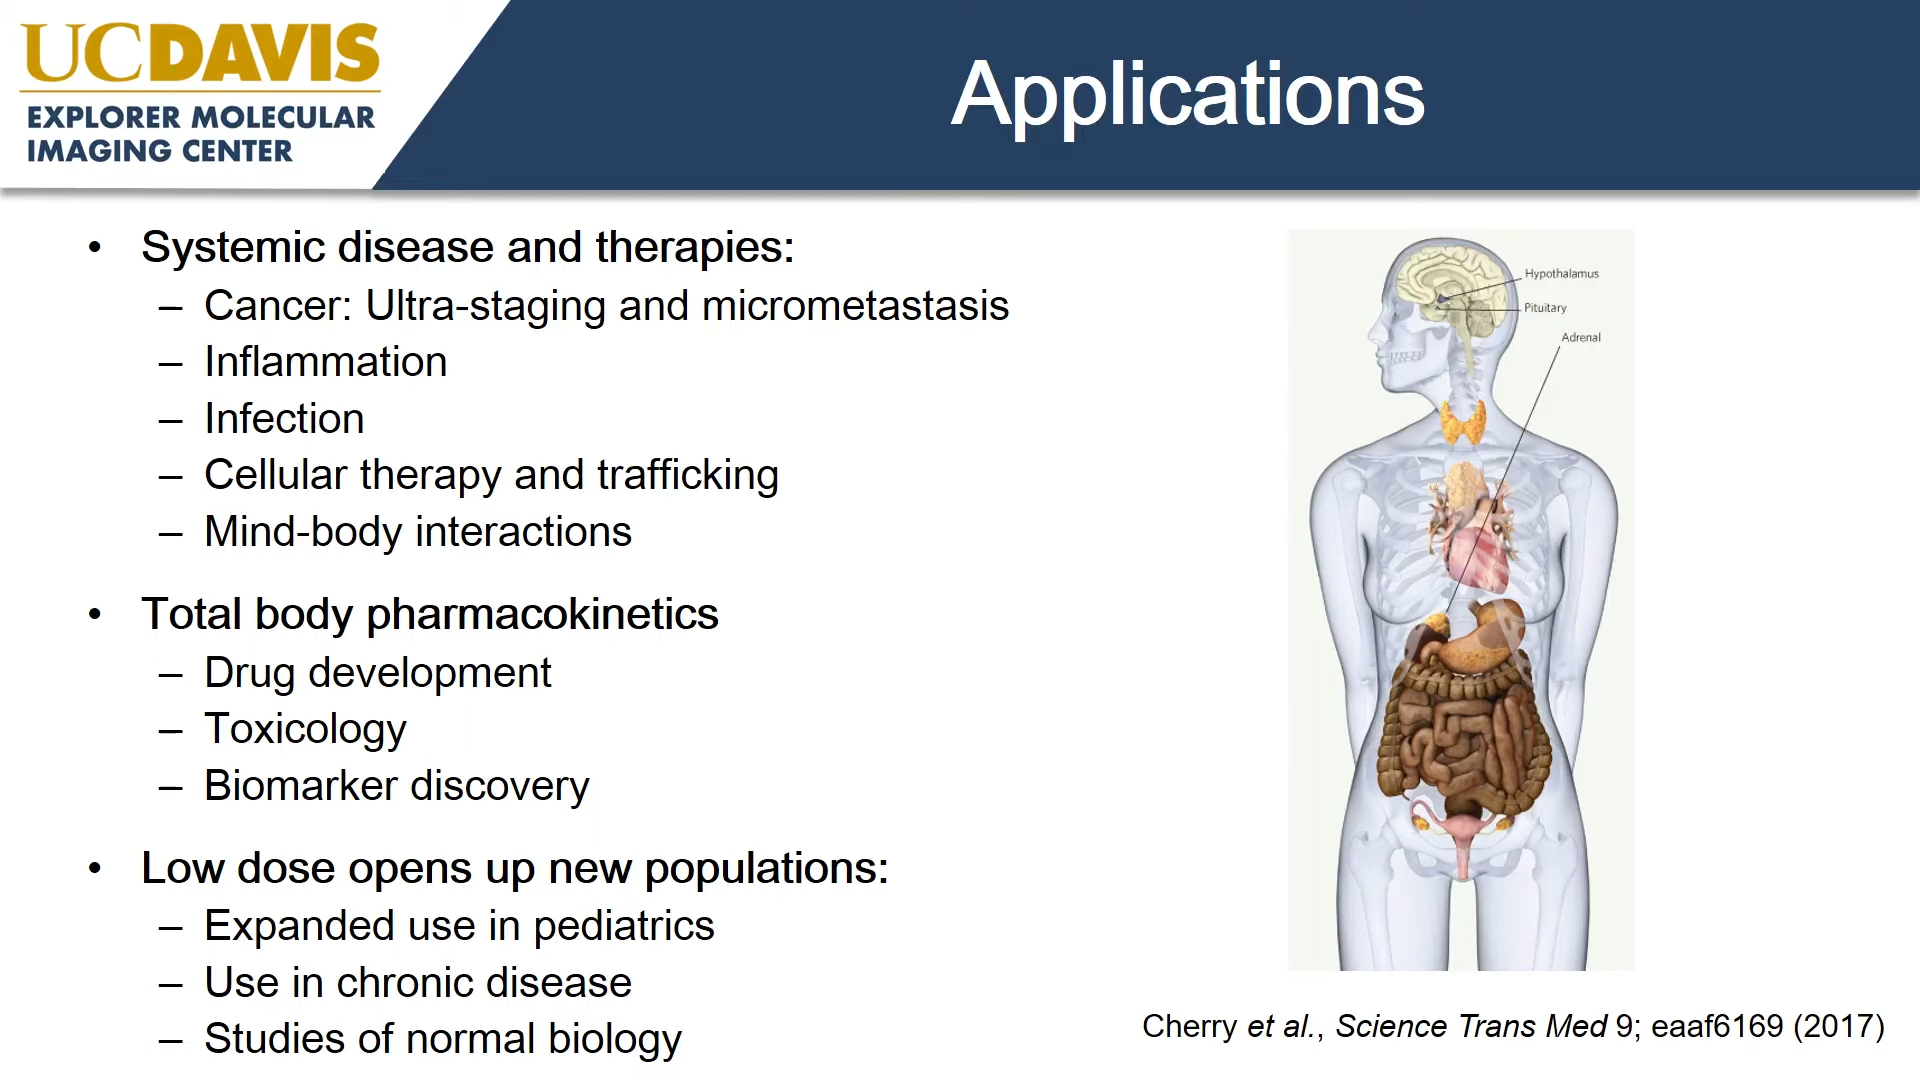 UCDAVIS
EXPLORER MOLECULAR
IMAGING CENTER
Applications
• Systemic disease and therapies:
– Cancer: Ultra-staging and micrometastasis
– Inflammation
– Infection
– Cellular therapy and trafficking
– Mind-body interactions
• Total body pharmacokinetics
– Drug development
– Toxicology
– Biomarker discovery
• Low dose opens up new populations:
– Expanded use in pediatrics
– Use in chronic disease
– Studies of normal biology
Hypothalamus
Pituitary
Adrenal
Cherry et al., Science Trans Med 9; eaaf6169 (2017)